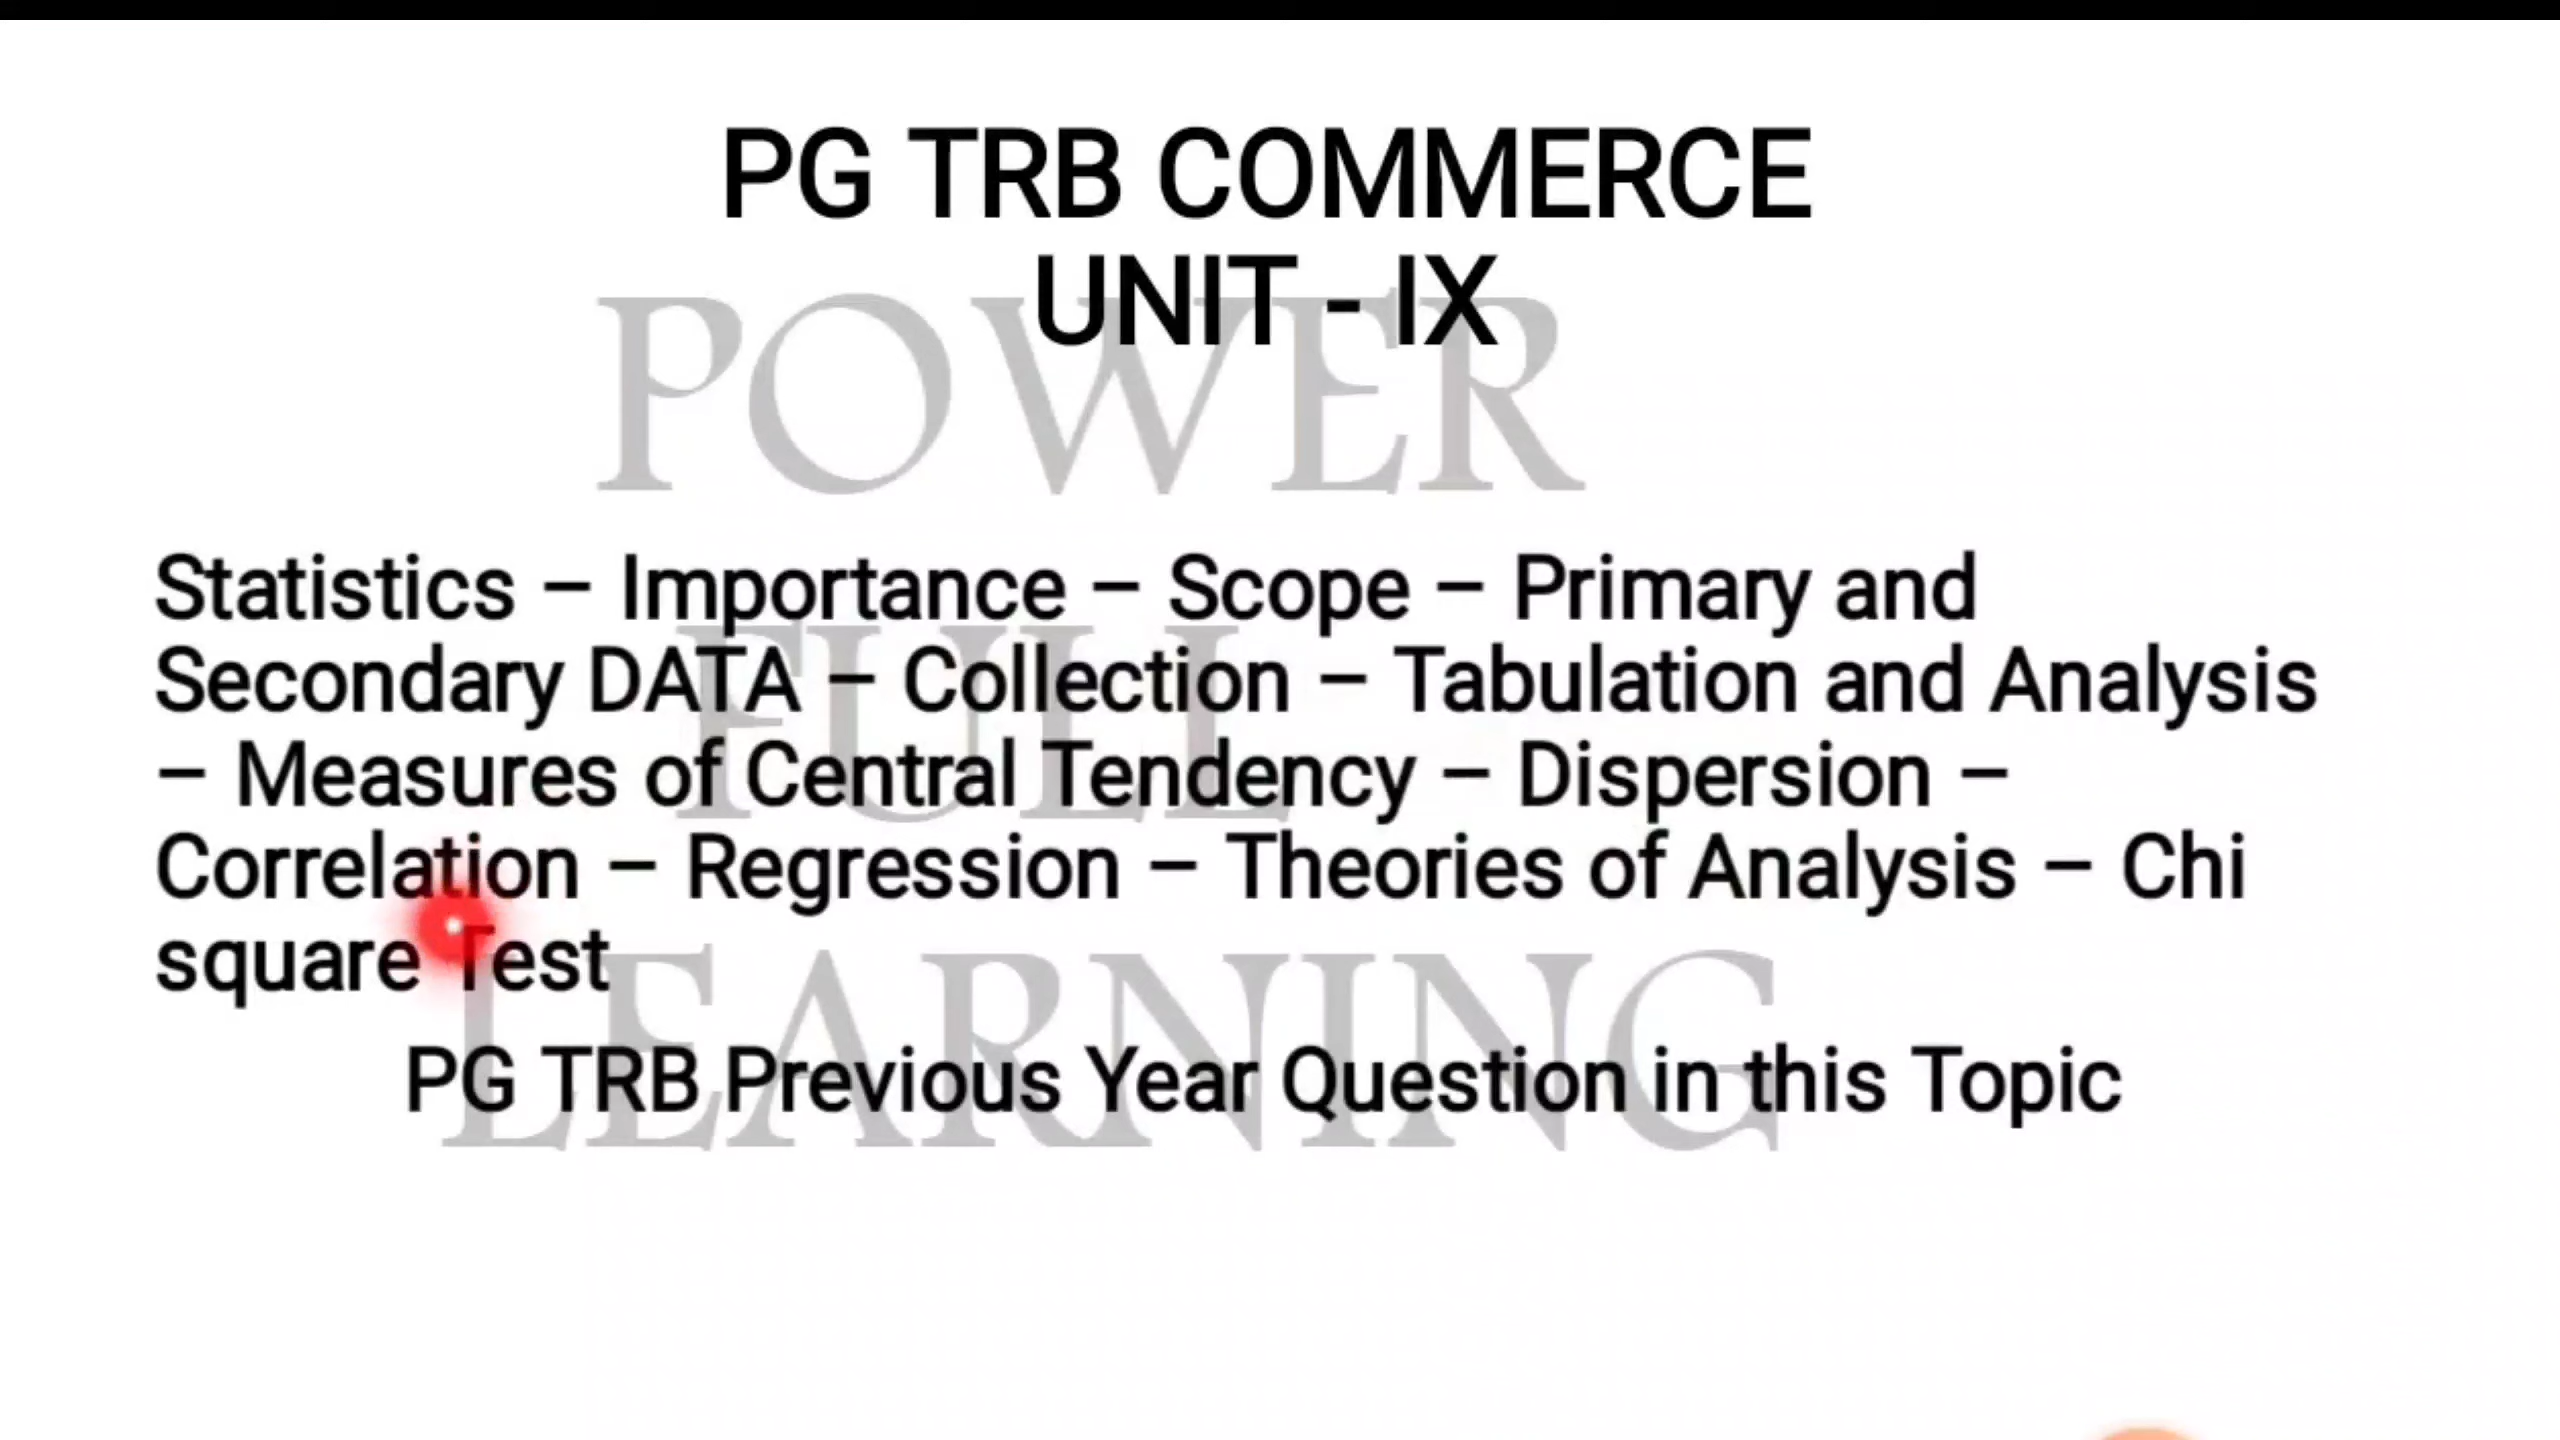 PG TRB COMMERCE
UNIT - IX
POWER
Statistics – Importance – Scope – Primary and
FULL
Secondary DATA – Collection – Tabulation and Analysis
– Measures of Central Tendency – Dispersion –
Correlation – Regression – Theories of Analysis – Chi
square Test
LEARNING
PG TRB Previous Year Question in this Topic